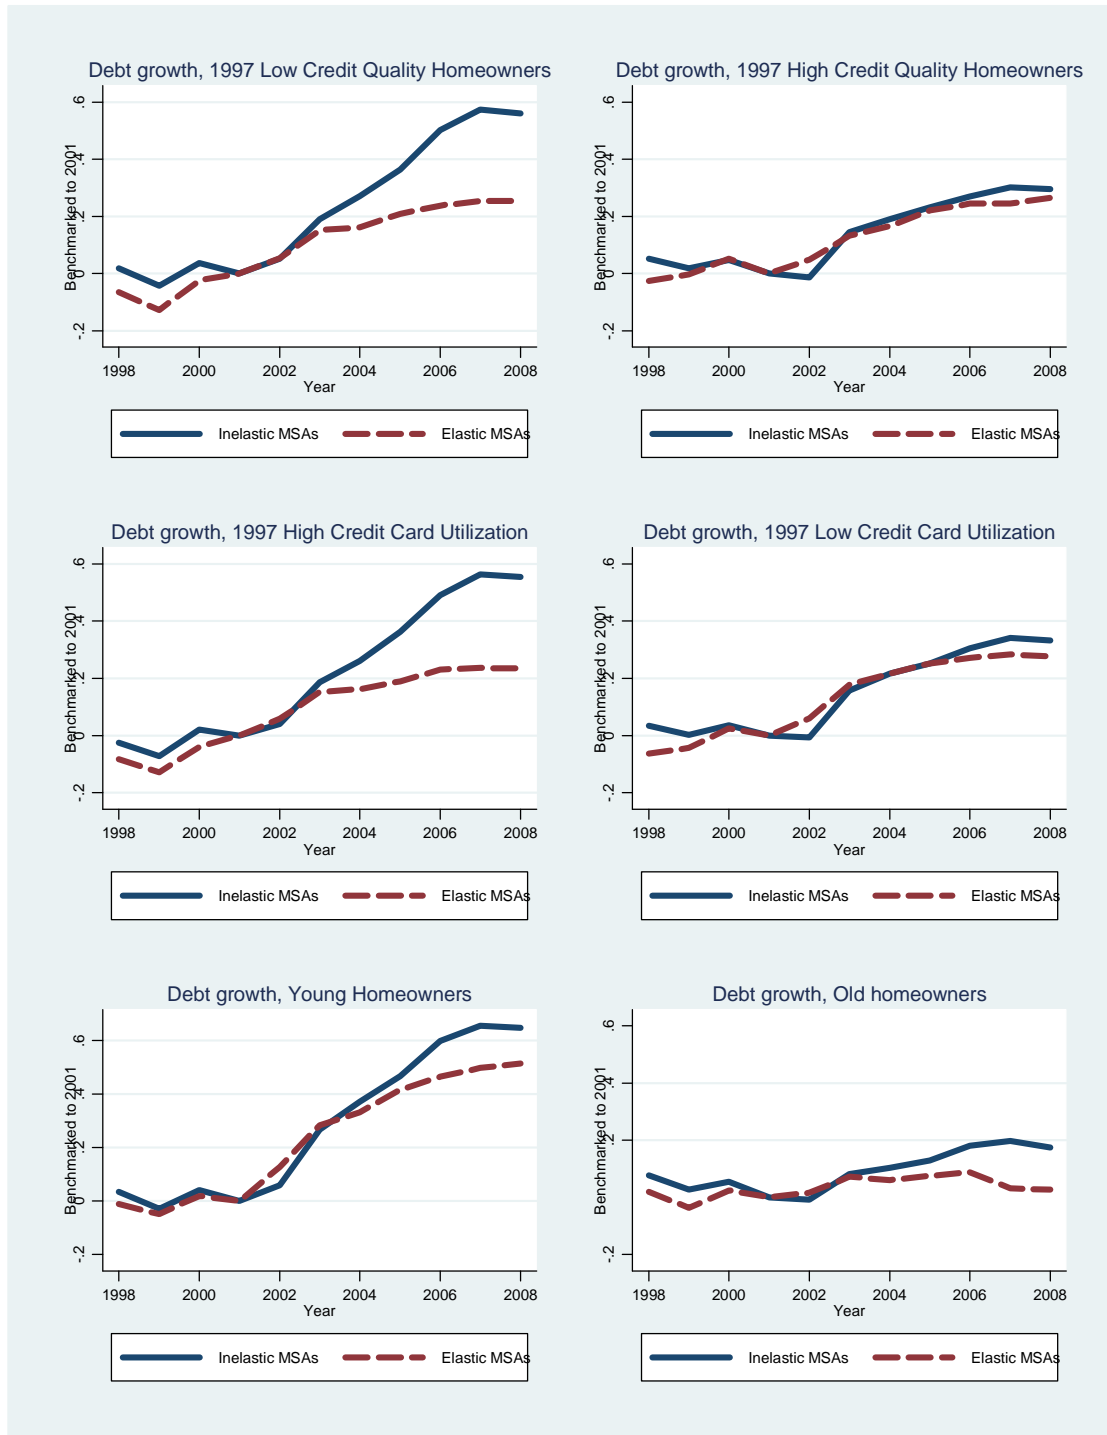 Debt growth, 1997 Low Credit Quality Homeowners
Benchmarked to 2001
.6
.4
.2
0
-.2
1998 2000 2002 2004 2006 2008
Year
Inelastic MSAs Elastic MSAs
Debt growth, 1997 High Credit Quality Homeowners
Benchmarked to 2001
.6
.4
.2
0
-.2
1998 2000 2002 2004 2006 2008
Year
Inelastic MSAs Elastic MSAs
Debt growth, 1997 High Credit Card Utilization
Benchmarked to 2001
.6
.4
.2
0
-.2
1998 2000 2002 2004 2006 2008
Year
Inelastic MSAs Elastic MSAs
Debt growth, 1997 Low Credit Card Utilization
Benchmarked to 2001
.6
.4
.2
0
-.2
1998 2000 2002 2004 2006 2008
Year
Inelastic MSAs Elastic MSAs
Debt growth, Young Homeowners
Benchmarked to 2001
.6
.4
.2
0
-.2
1998 2000 2002 2004 2006 2008
Year
Inelastic MSAs Elastic MSAs
Debt growth, Old homeowners
Benchmarked to 2001
.6
.4
.2
0
-.2
1998 2000 2002 2004 2006 2008
Year
Inelastic MSAs Elastic MSAs